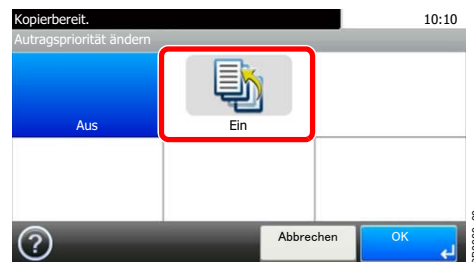 Kopierbereit.
10:10
Autragspriorität ändern
Aus
Ein
?
Abbrechen
OK